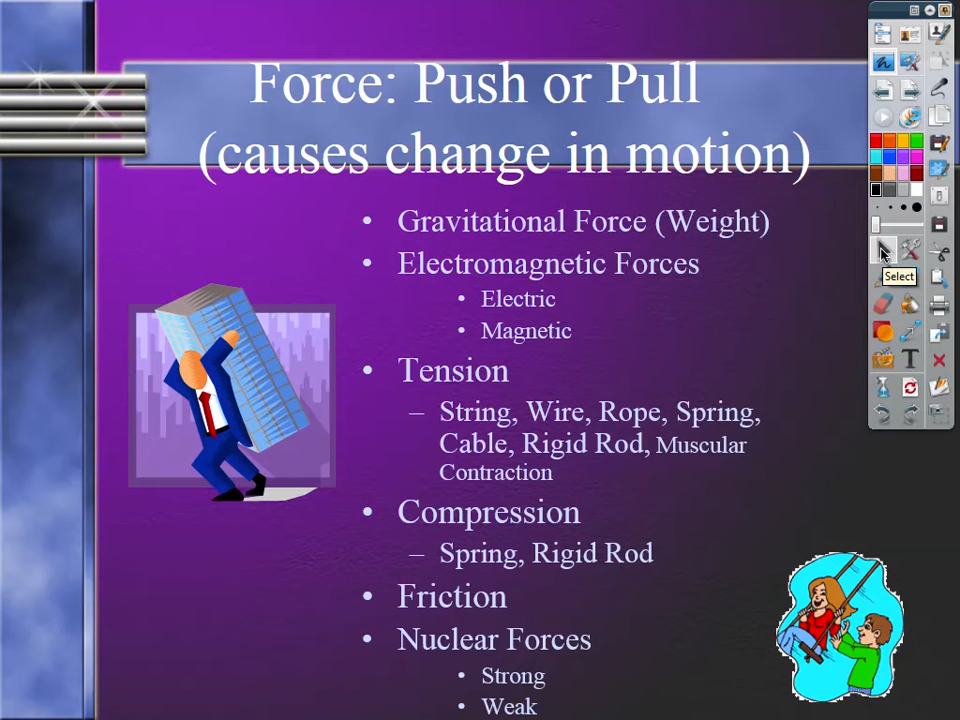 Force: Push or Pull
(causes change in motion)
• Gravitational Force (Weight)
• Electromagnetic Forces
• Electric
• Magnetic
• Tension
– String, Wire, Rope, Spring,
Cable, Rigid Rod, Muscular
Contraction
• Compression
– Spring, Rigid Rod
• Friction
• Nuclear Forces
• Strong
• Weak
Select
T